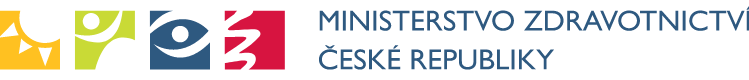 MINISTERSTVO ZDRAVOTNICTVÍ
ČESKÉ REPUBLIKY